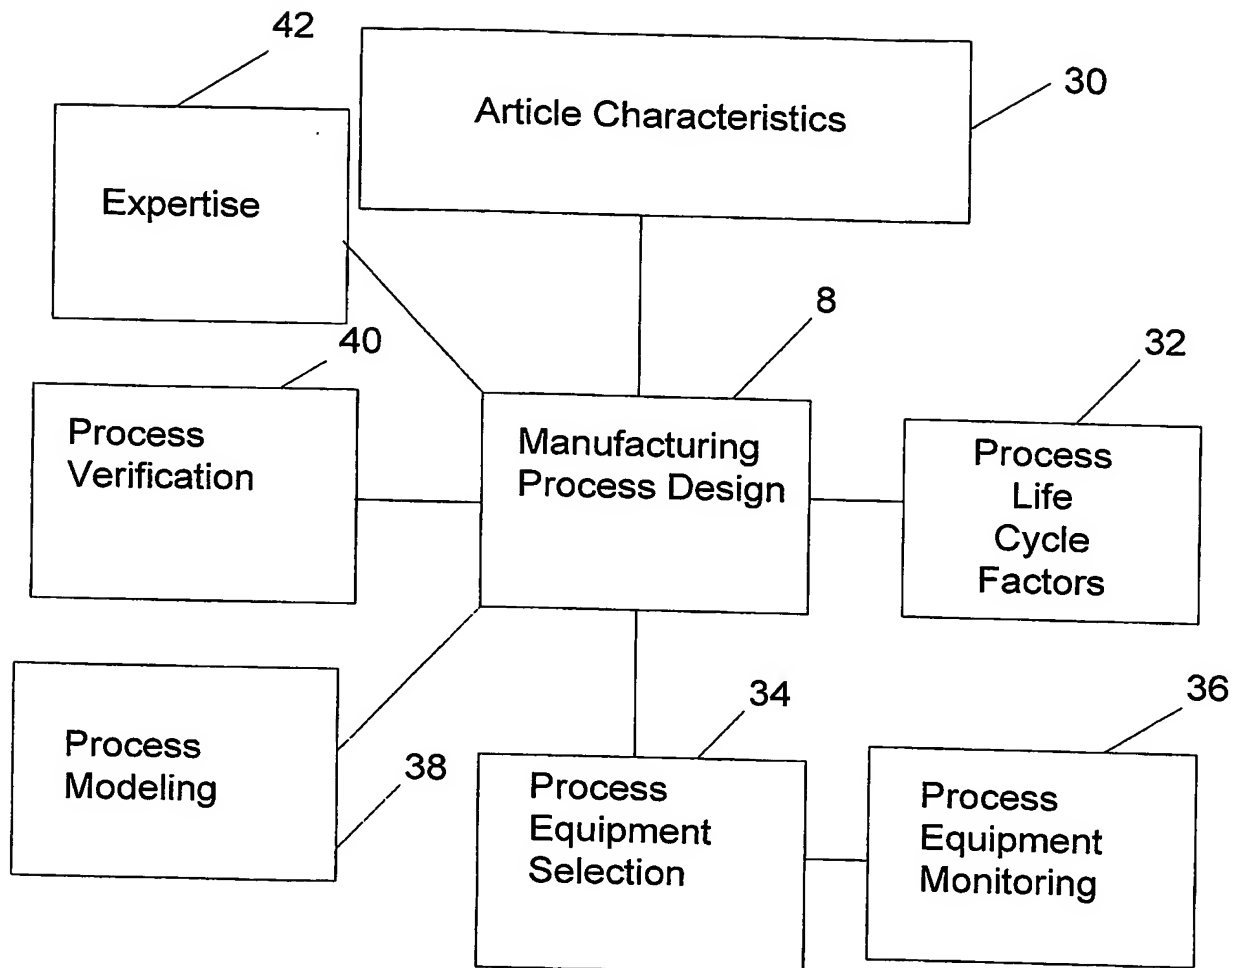 42
Article Characteristics
30
Expertise
8
40
32
Process
Verification
Manufacturing
Process Design
Process
Life
Cycle
Factors
34
36
Process
Modeling
38
Process
Equipment
Selection
Process
Equipment
Monitoring